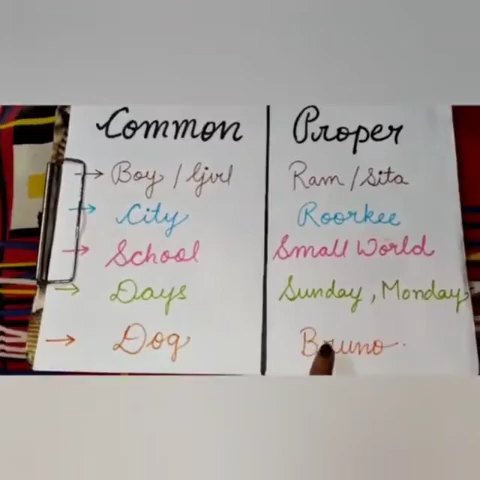 Common Proper
→ Boy / Girl Ram / Sita
→ City Roorkee
→ School Small World
→ Days Sunday, Monday
→ Dog Bruno.